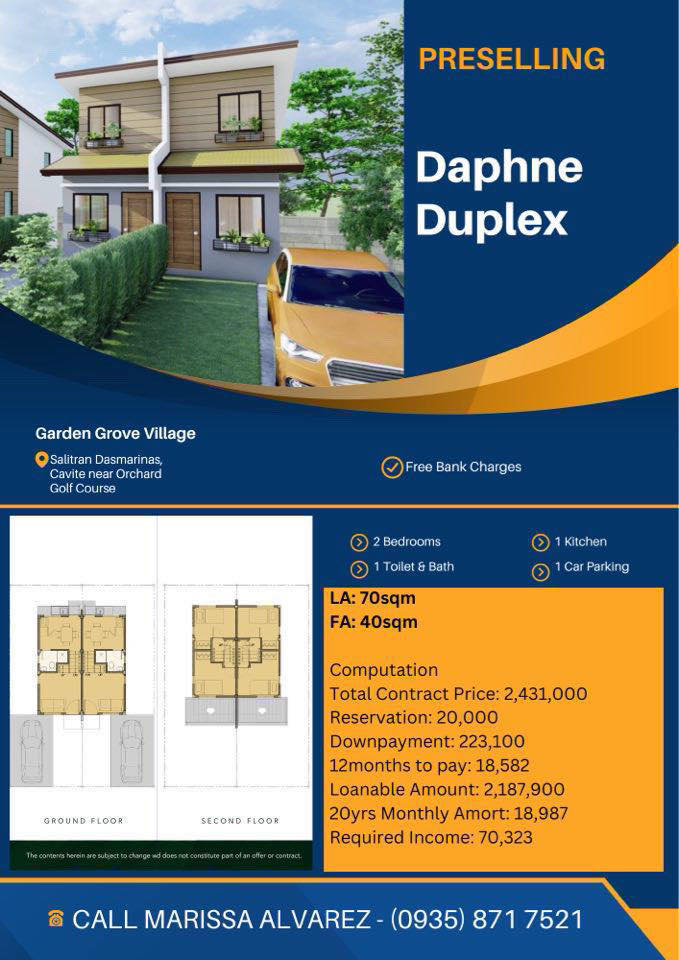 PRESELLING
Daphne
Duplex
Garden Grove Village
Salitran Dasmarinas,
Cavite near Orchard
Golf Course
Free Bank Charges
2 Bedrooms
1 Kitchen
1 Toilet & Bath
1 Car Parking
LA: 70sqm
FA: 40sqm
Computation
Total Contract Price: 2,431,000
Reservation: 20,000
Downpayment: 223,100
12months to pay: 18,582
Loanable Amount: 2,187,900
20yrs Monthly Amort: 18,987
Required Income: 70,323
GROUND FLOOR
SECOND FLOOR
The contents herein are subject to change wd does not constitute part of an offer or contract.
CALL MARISSA ALVAREZ - (0935) 871 7521